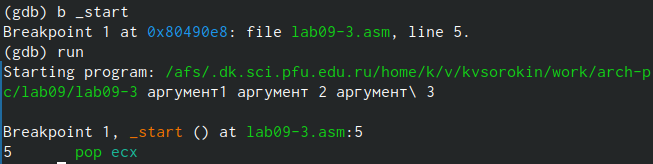 (gdb) b _start
Breakpoint 1 at 0x80490e8: file lab09-3.asm, line 5.
(gdb) run
Starting program: /afs/.dk.sci.pfu.edu.ru/home/k/v/kvsorokin/work/arch-p
c/lab09/lab09-3 аргумент1 аргумент 2 аргумент\ 3
Breakpoint 1, _start () at lab09-3.asm:5
5 pop ecx